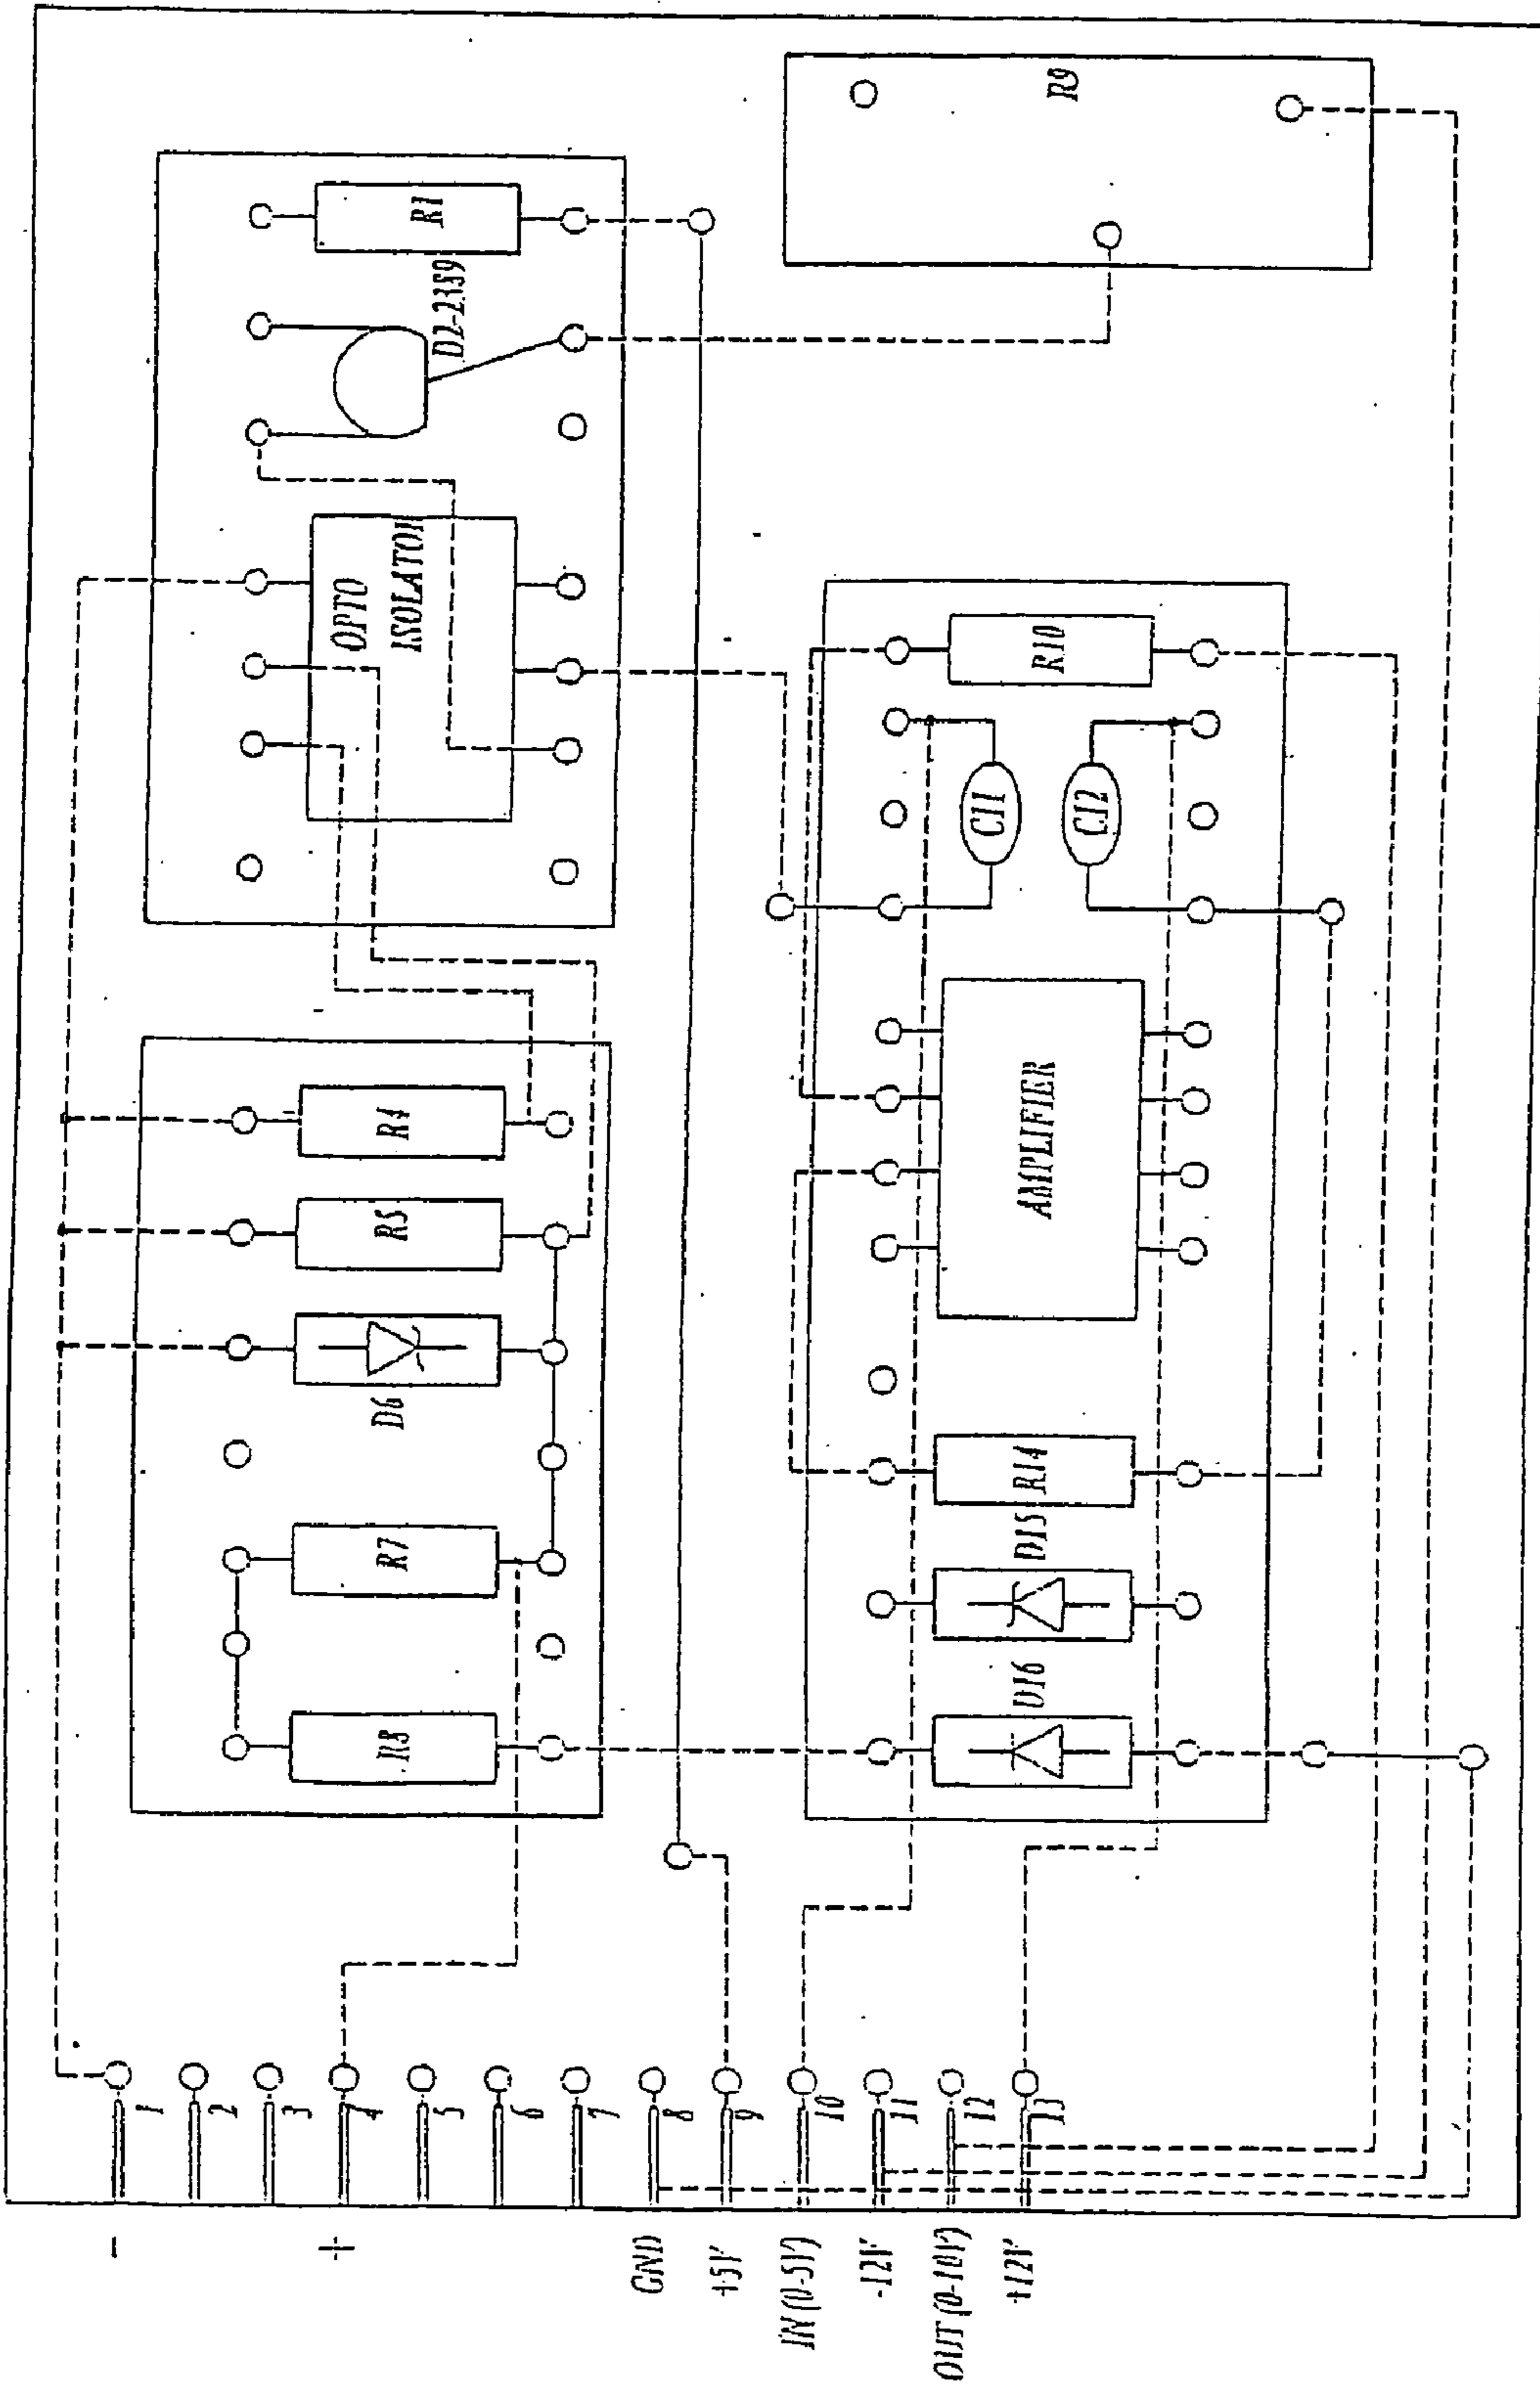 R9
R1
D2-2359
OPTO
ISOLATOR
R10
C11
C12
R4
R5
D6
R7
R8
AMPLIFIER
R14
D15
D16
1
2
3
4
5
6
7
8
9
10
11
12
13
-
+
GND
+5V
IN (0-5V)
-12V
OUT (0-10V)
+12V